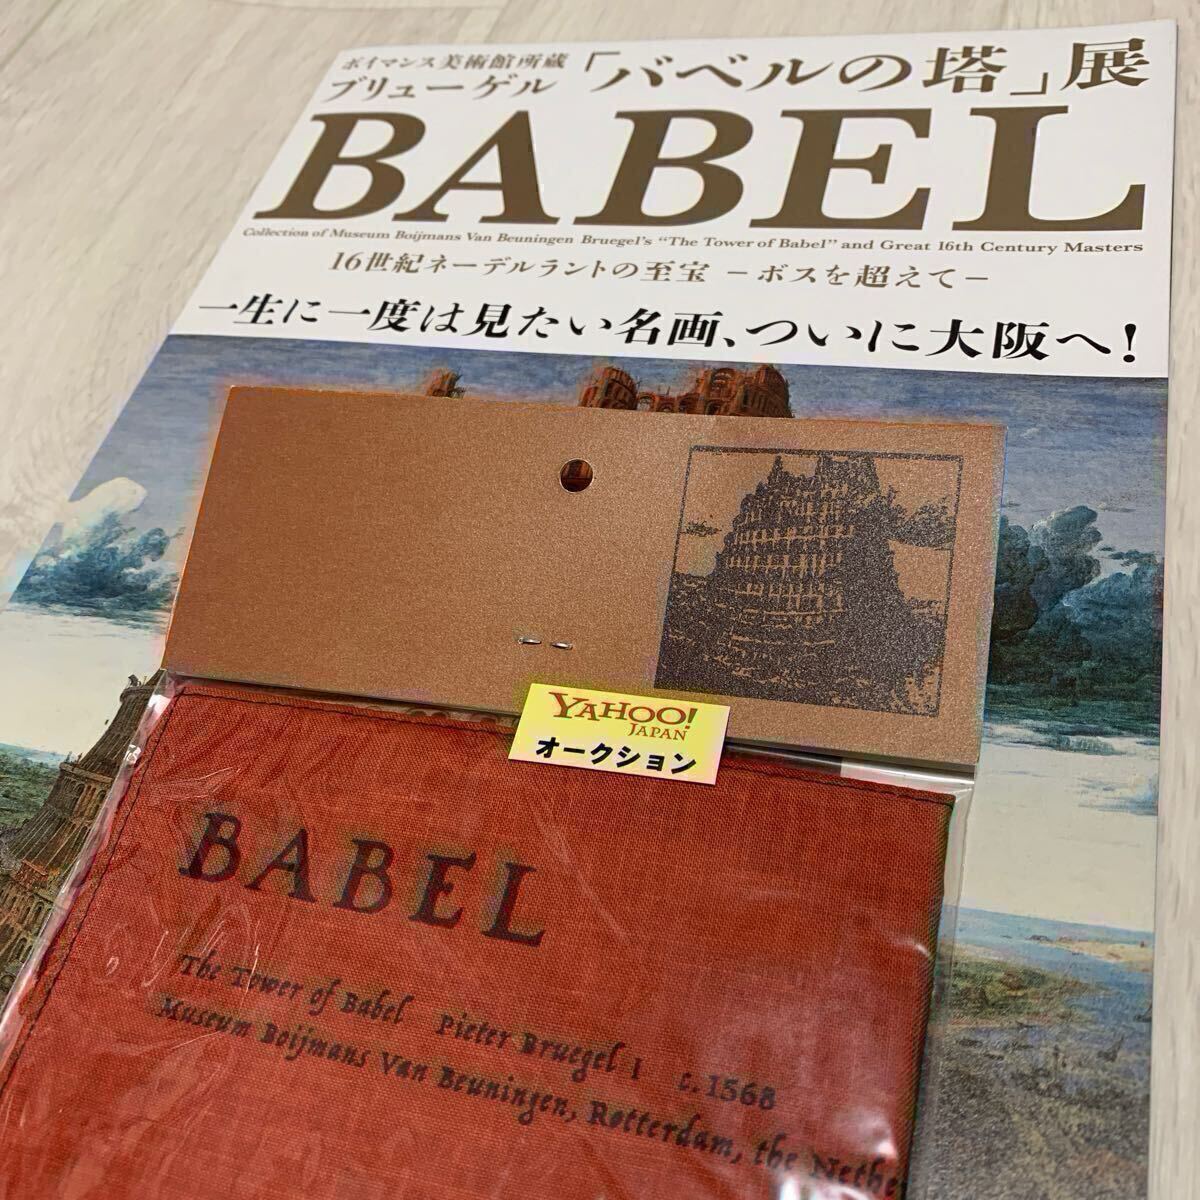 ボイマンス美術館所蔵
ブリューゲル「バベルの塔」展
BABEL
Collection of Museum Boijmans Van Beuningen Bruegel's "The Tower of Babel" and Great 16th Century Masters
16世紀ネーデルラントの至宝 －ボスを超えて－
一生に一度は見たい名画、ついに大阪へ!
YAHOO!
JAPAN
オークション
BABEL
The Tower of Babel Pieter Bruegel I c.1568
Museum Boijmans Van Beuningen, Rotterdam, the Nethe